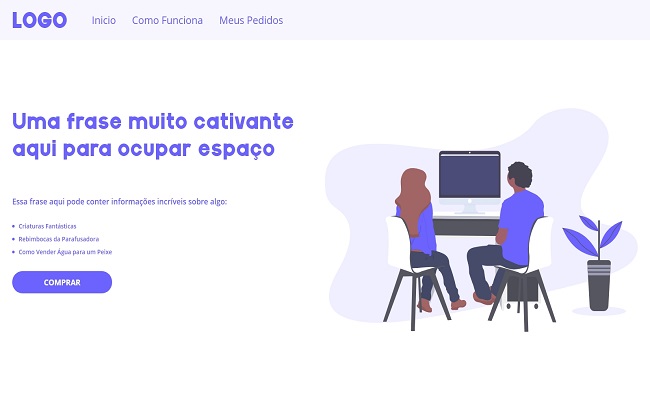 LOGO Inicio Como Funciona Meus Pedidos
Uma frase muito cativante
aqui para ocupar espaço
Essa frase aqui pode conter informações incríveis sobre algo:
Criaturas Fantásticas
Rebimbocas da Parafusadora
Como Vender Água para um Peixe
COMPRAR